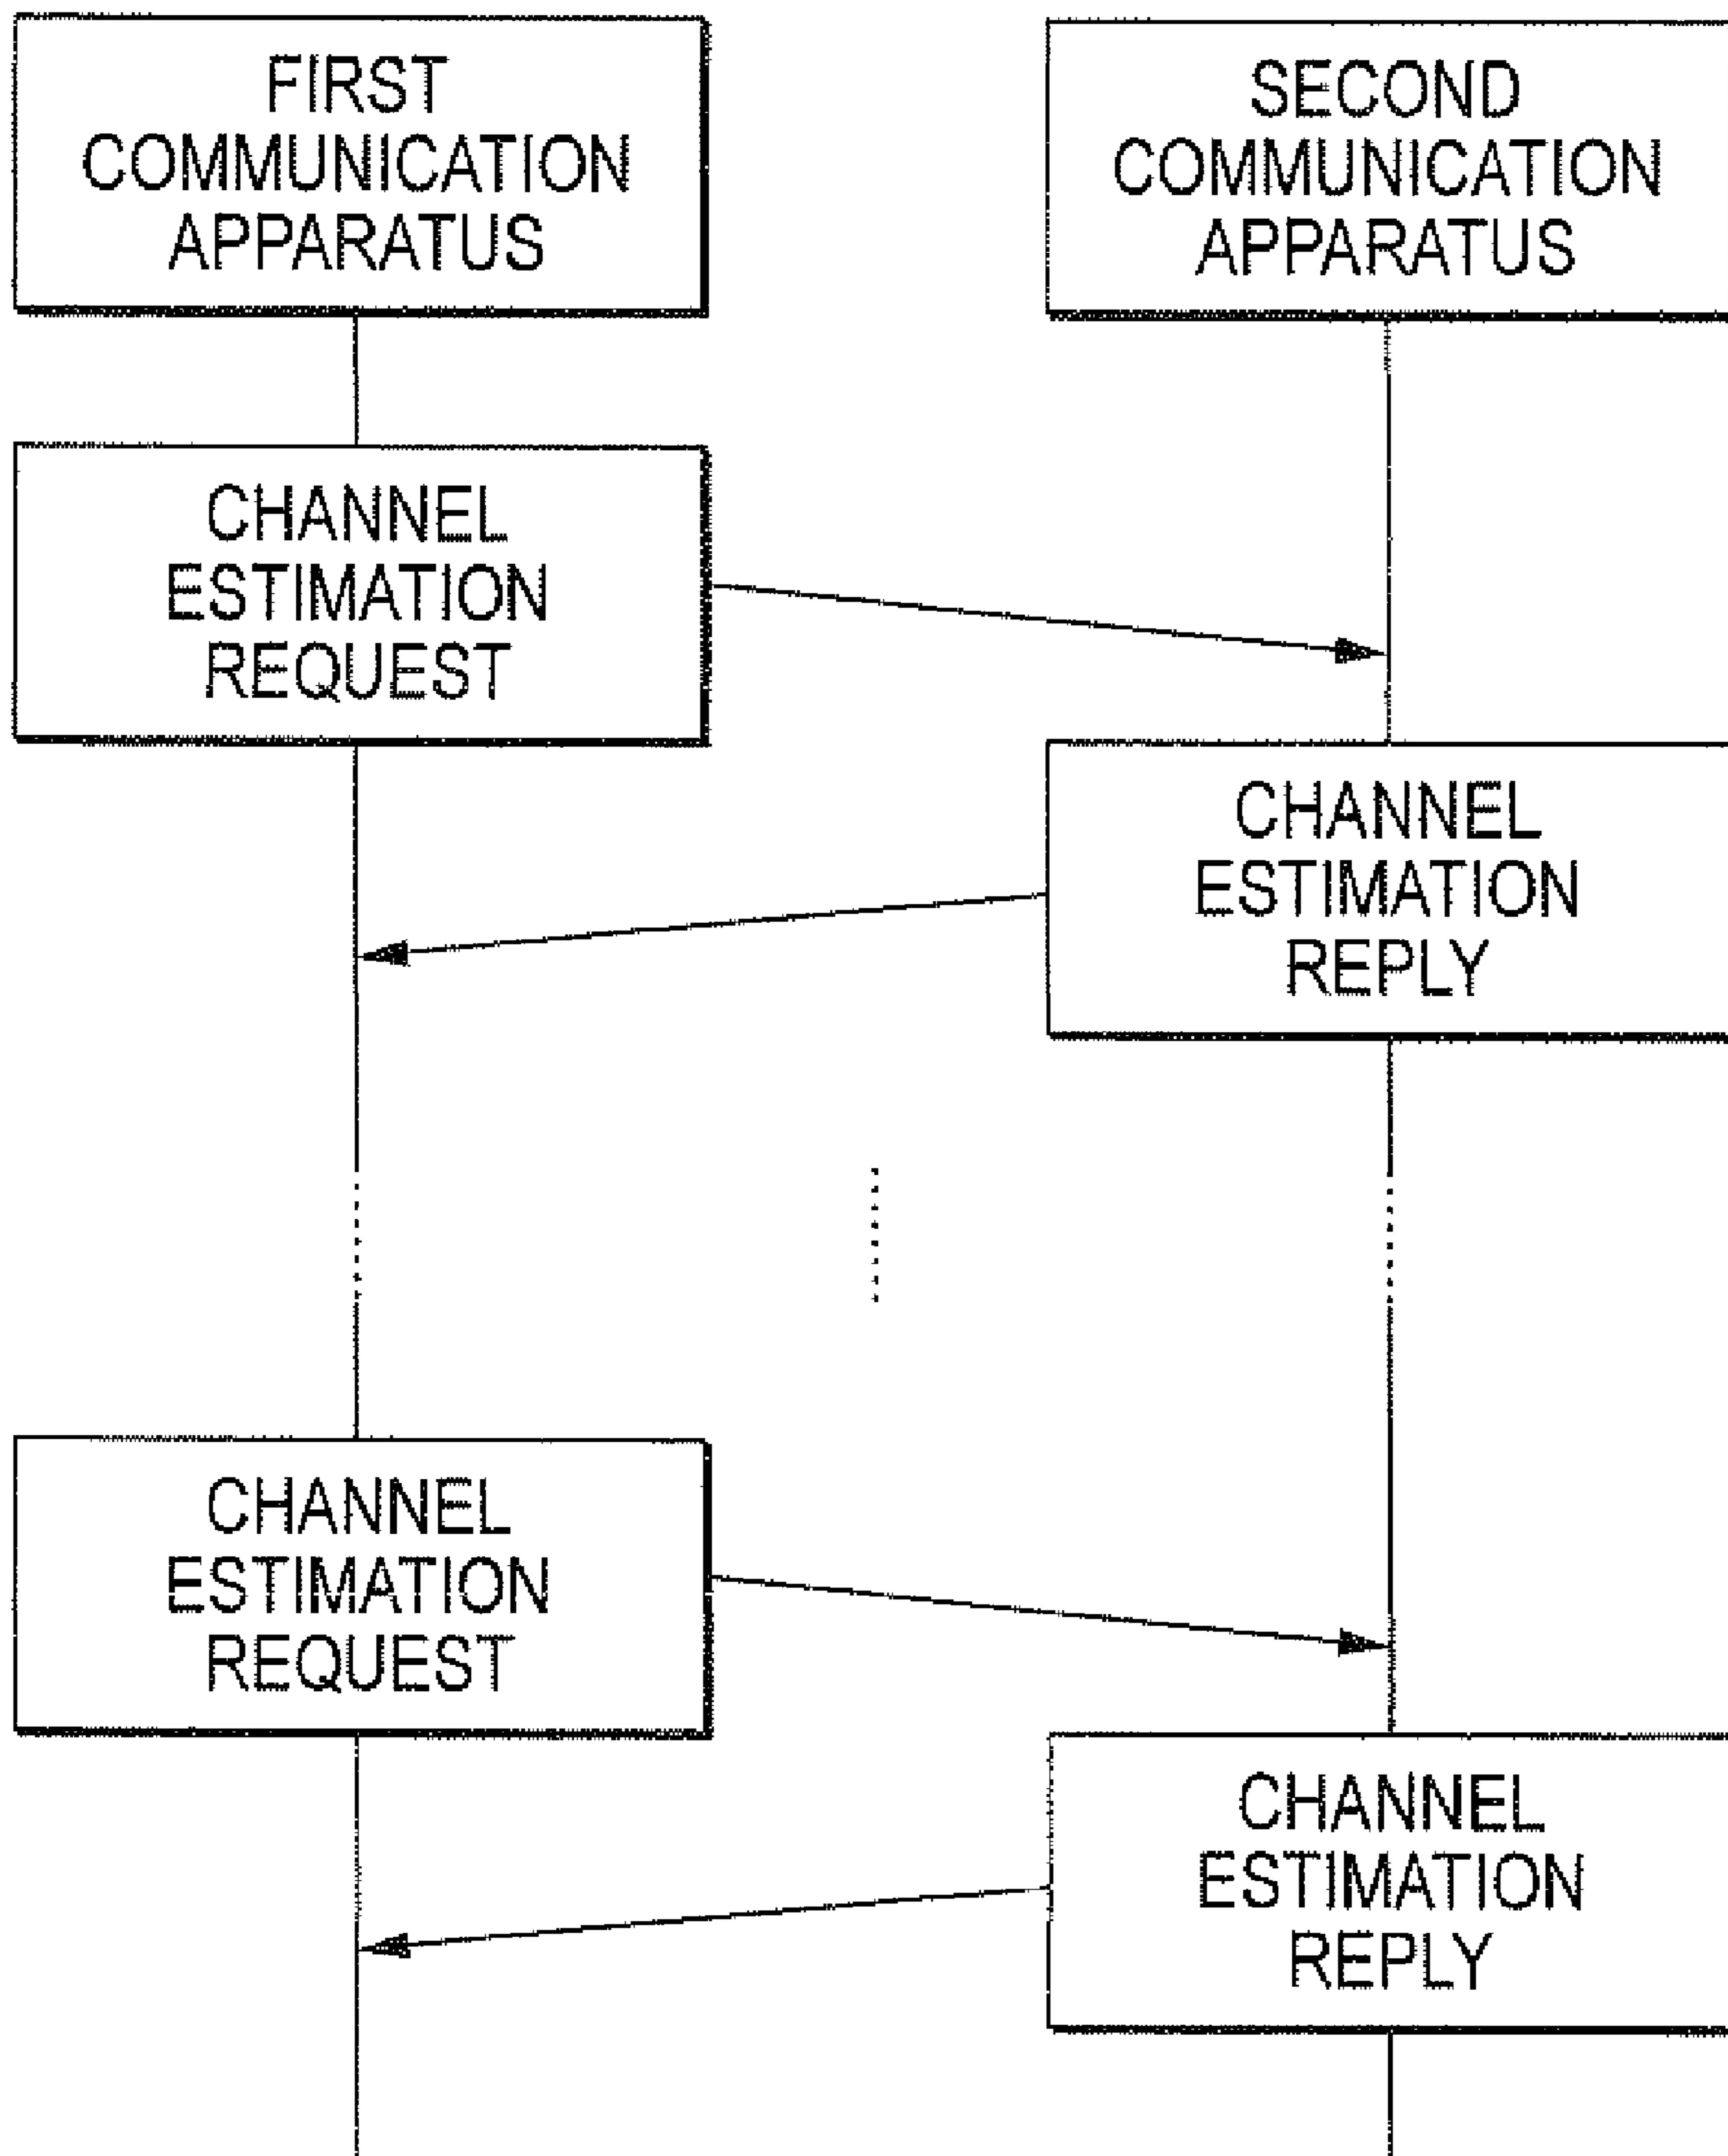 FIRST
COMMUNICATION
APPARATUS
SECOND
COMMUNICATION
APPARATUS
CHANNEL
ESTIMATION
REQUEST
CHANNEL
ESTIMATION
REPLY
CHANNEL
ESTIMATION
REQUEST
CHANNEL
ESTIMATION
REPLY